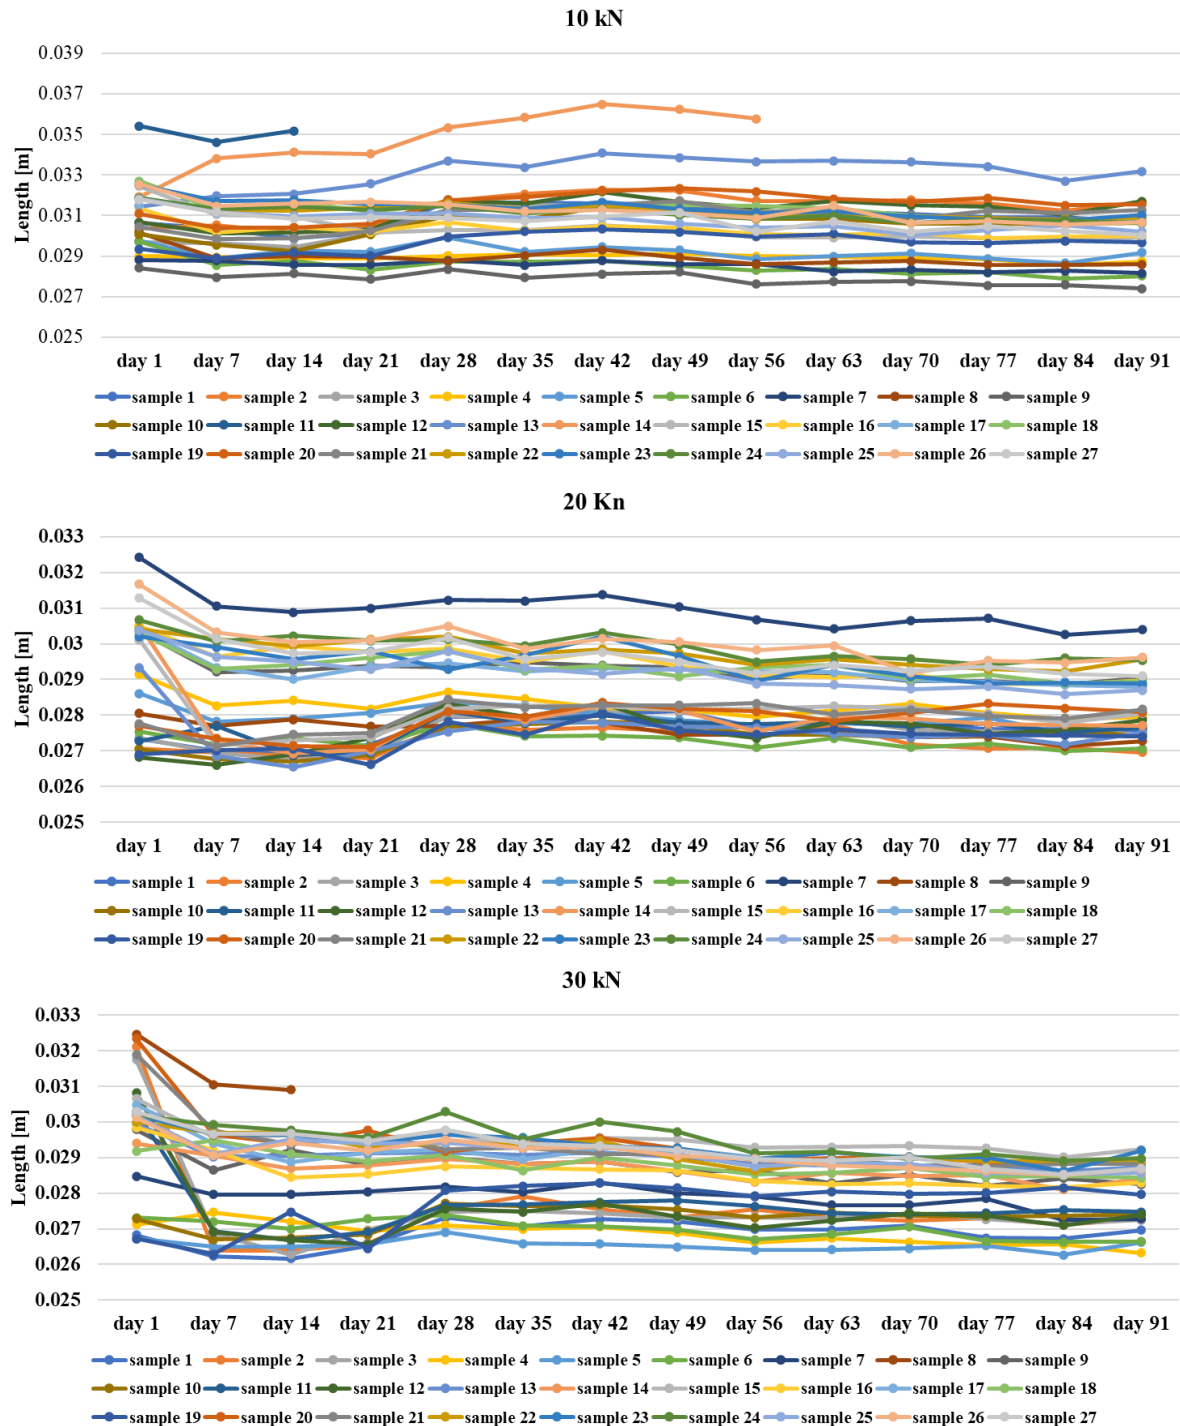 10 kN
0.039
0.037
0.035
0.033
0.031
0.029
0.027
0.025
Length [m]
day 1 day 7 day 14 day 21 day 28 day 35 day 42 day 49 day 56 day 63 day 70 day 77 day 84 day 91
sample 1 sample 2 sample 3 sample 4 sample 5 sample 6 sample 7 sample 8 sample 9
sample 10 sample 11 sample 12 sample 13 sample 14 sample 15 sample 16 sample 17 sample 18
sample 19 sample 20 sample 21 sample 22 sample 23 sample 24 sample 25 sample 26 sample 27
20 Kn
0.033
0.032
0.031
0.03
0.029
0.028
0.027
0.026
0.025
Length [m]
day 1 day 7 day 14 day 21 day 28 day 35 day 42 day 49 day 56 day 63 day 70 day 77 day 84 day 91
sample 1 sample 2 sample 3 sample 4 sample 5 sample 6 sample 7 sample 8 sample 9
sample 10 sample 11 sample 12 sample 13 sample 14 sample 15 sample 16 sample 17 sample 18
sample 19 sample 20 sample 21 sample 22 sample 23 sample 24 sample 25 sample 26 sample 27
30 kN
0.033
0.032
0.031
0.03
0.029
0.028
0.027
0.026
0.025
Length [m]
day 1 day 7 day 14 day 21 day 28 day 35 day 42 day 49 day 56 day 63 day 70 day 77 day 84 day 91
sample 1 sample 2 sample 3 sample 4 sample 5 sample 6 sample 7 sample 8 sample 9
sample 10 sample 11 sample 12 sample 13 sample 14 sample 15 sample 16 sample 17 sample 18
sample 19 sample 20 sample 21 sample 22 sample 23 sample 24 sample 25 sample 26 sample 27